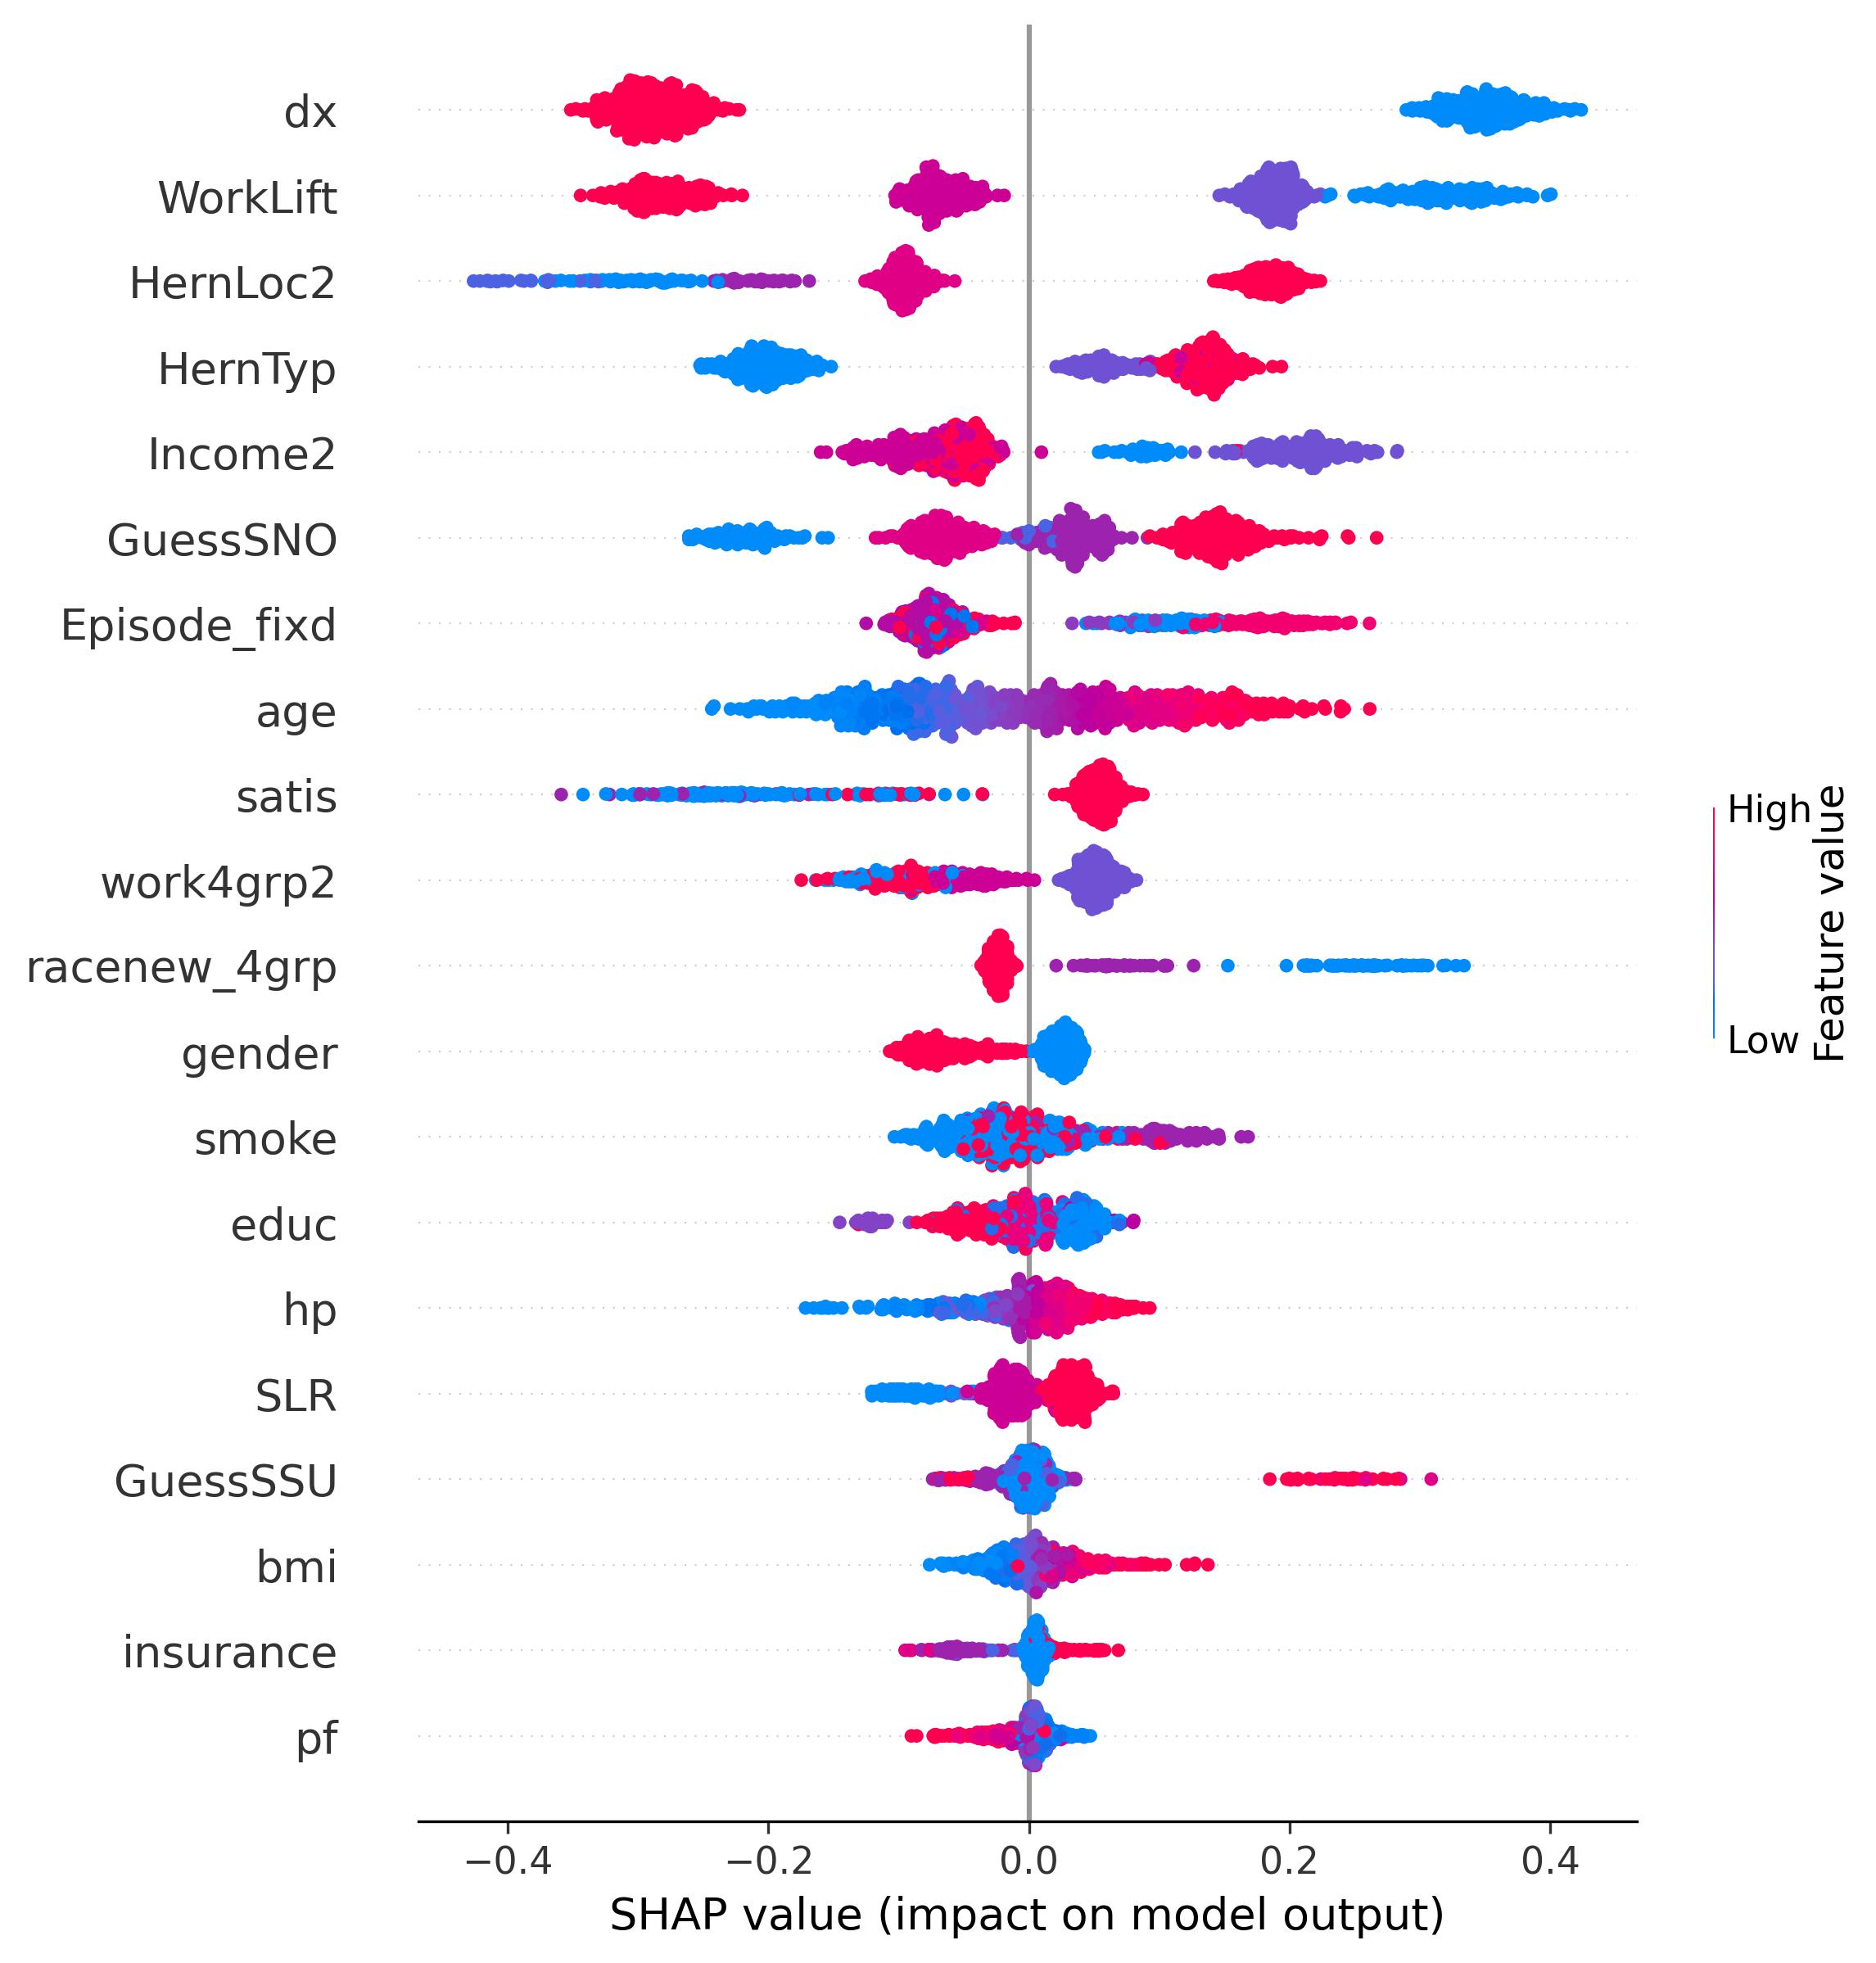 dx
WorkLift
HernLoc2
HernTyp
Income2
GuessSNO
Episode_fixd
age
satis
work4grp2
racenew_4grp
gender
smoke
educ
hp
SLR
GuessSSU
bmi
insurance
pf
High
Low
Feature value
−0.4 −0.2 0.0 0.2 0.4
SHAP value (impact on model output)